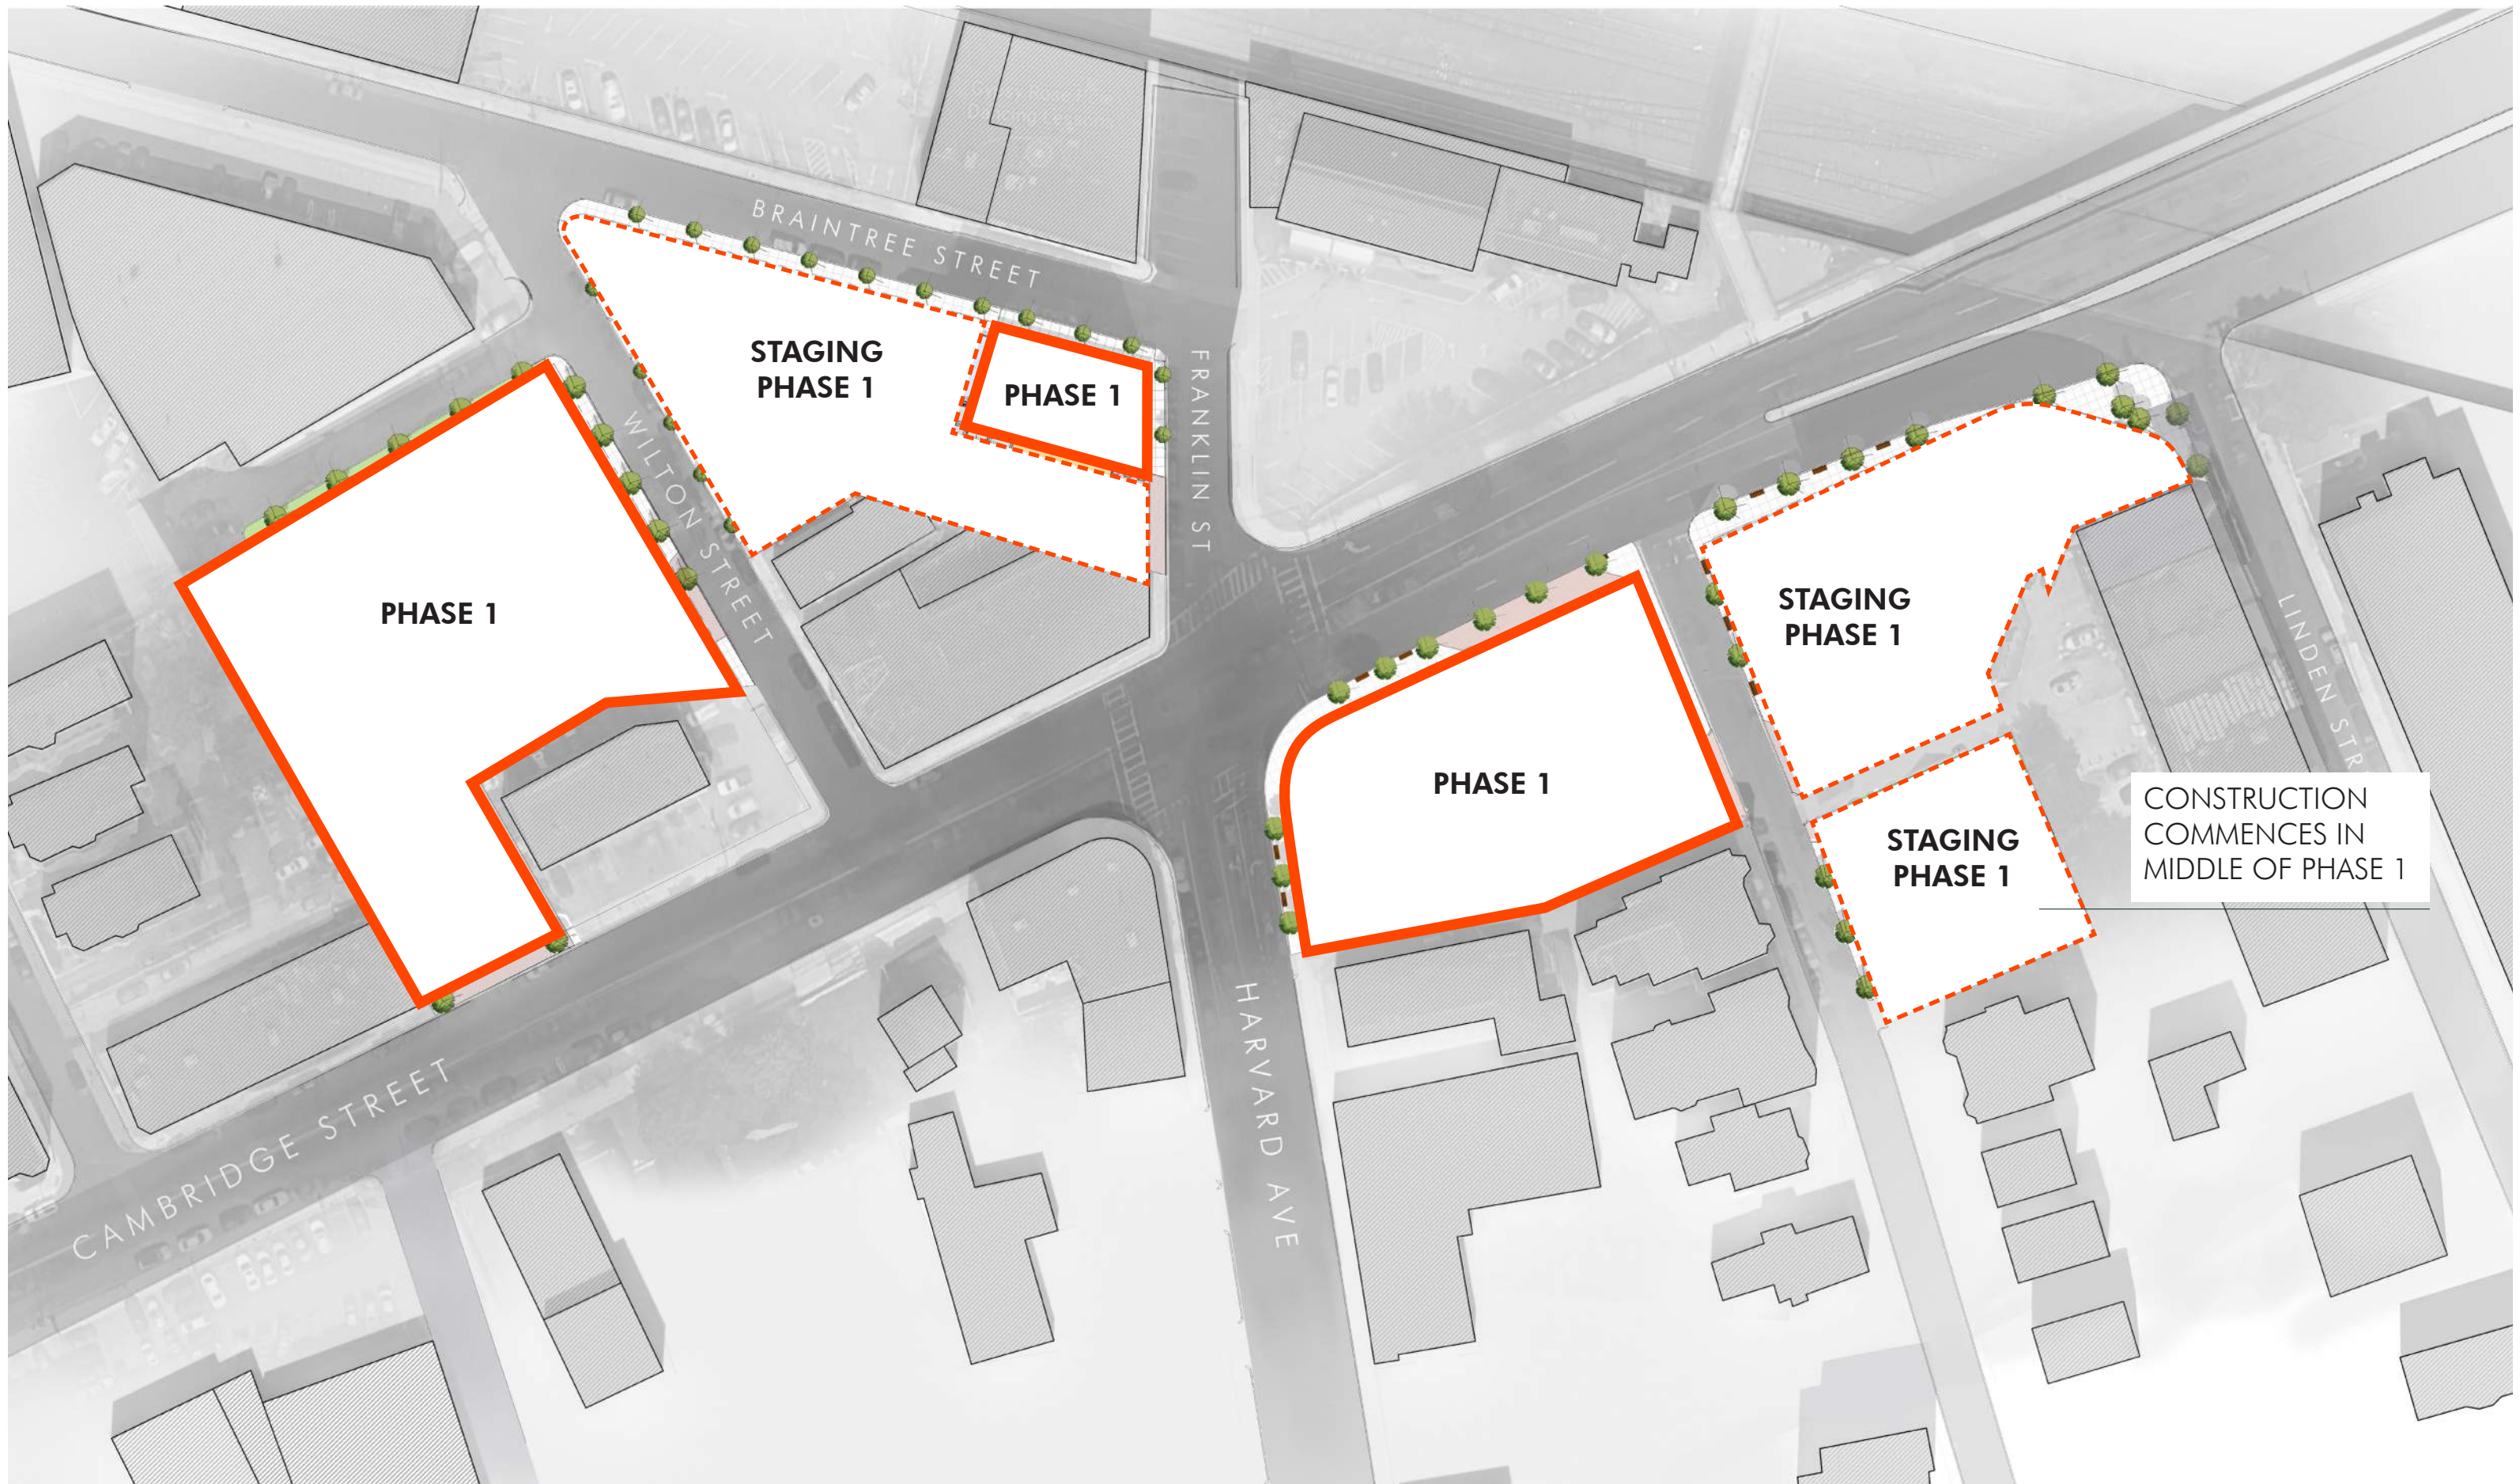 BRAINTREE STREET
STAGING
PHASE 1
PHASE 1
FRANKLIN ST
WILTON STREET
PHASE 1
STAGING
PHASE 1
LINDEN STR
PHASE 1
STAGING
PHASE 1
CONSTRUCTION
COMMENCES IN
MIDDLE OF PHASE 1
HARVARD AVE
CAMBRIDGE STREET